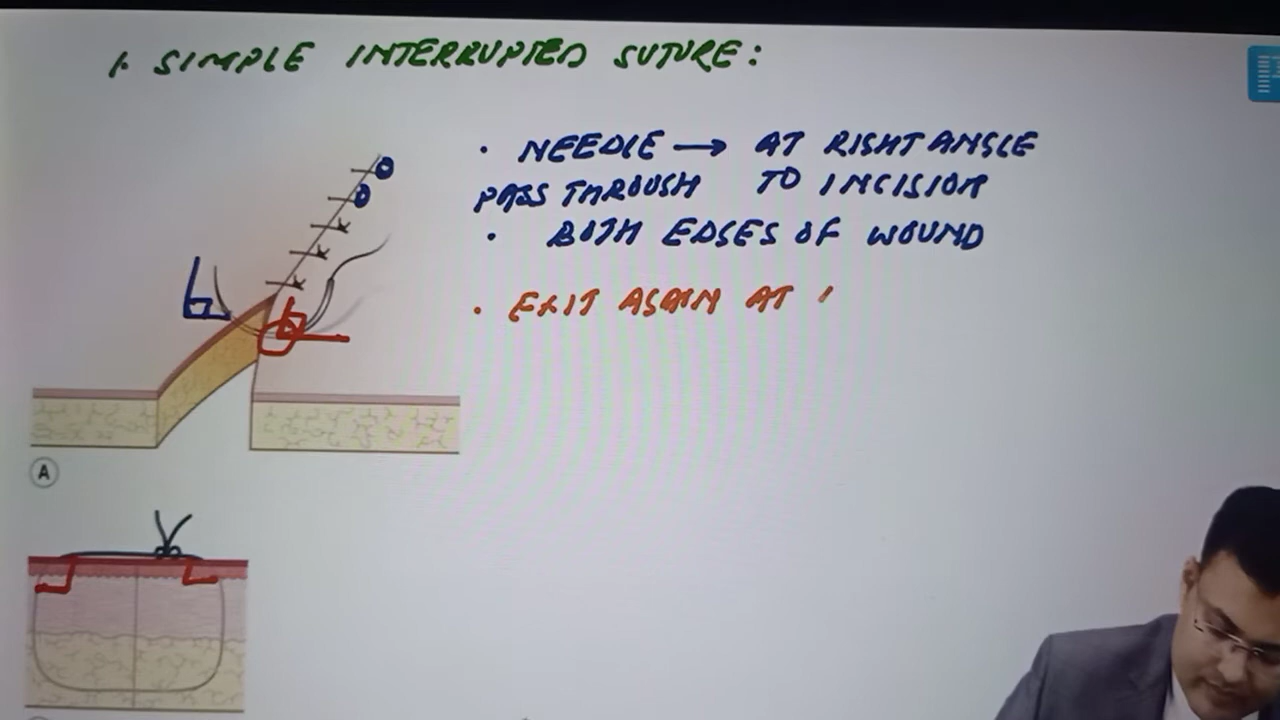 1. SIMPLE INTERRUPTED SUTURE:
• NEEDLE → AT RIGHT ANGLE
PASS THROUGH TO INCISION
• BOTH EDGES OF WOUND
• EXIT AGAIN AT
A